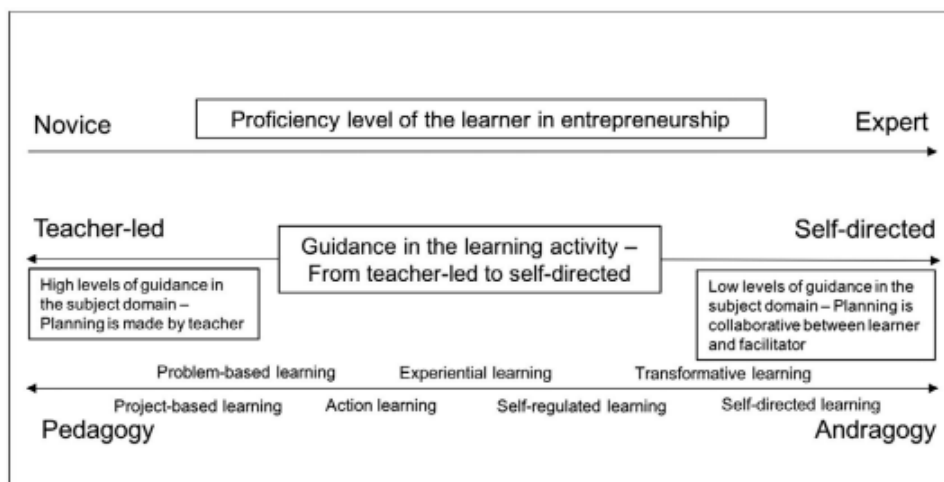 Novice
Proficiency level of the learner in entrepreneurship
Expert
Teacher-led
Guidance in the learning activity –
From teacher-led to self-directed
Self-directed
High levels of guidance in
the subject domain –
Planning is made by teacher
Low levels of guidance in the
subject domain – Planning is
collaborative between learner
and facilitator
Problem-based learning
Experiential learning
Transformative learning
Project-based learning
Action learning
Self-regulated learning
Self-directed learning
Pedagogy
Andragogy